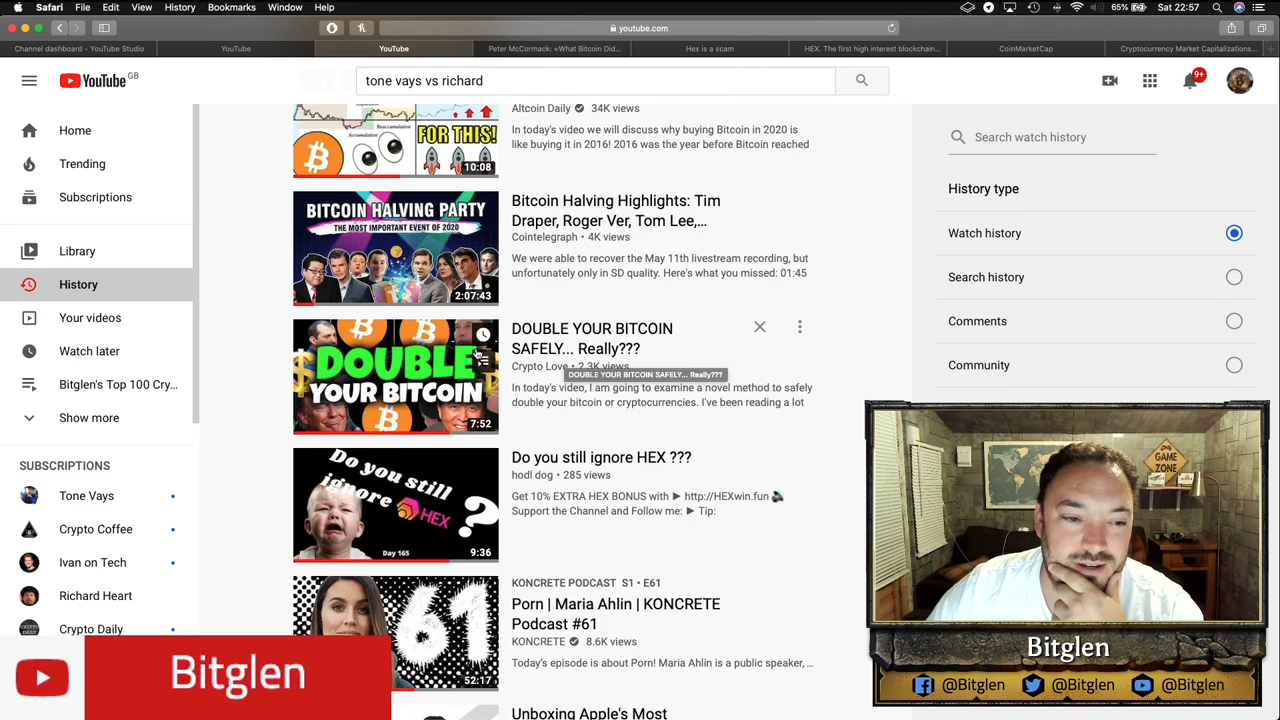 Safari File Edit View History Bookmarks Window Help
65% Sat 22:57
youtube.com
Channel dashboard - YouTube Studio
YouTube
YouTube
Peter McCormack: «What Bitcoin Did...
Hex is a scam
HEX. The first high interest blockchain...
CoinMarketCap
Cryptocurrency Market Capitalizations...
YouTube GB
tone vays vs richard
9+
Home
Trending
Subscriptions
Library
History
Your videos
Watch later
Bitglen's Top 100 Cry...
Show more
SUBSCRIPTIONS
Tone Vays
Crypto Coffee
Ivan on Tech
Richard Heart
Crypto Daily
Accumulation
Reaccumulation
FOR THIS!
10:08
Altcoin Daily 34K views
In today's video we will discuss why buying Bitcoin in 2020 is
like buying it in 2016! 2016 was the year before Bitcoin reached
BITCOIN HALVING PARTY
THE MOST IMPORTANT EVENT OF 2020
2:07:43
Bitcoin Halving Highlights: Tim
Draper, Roger Ver, Tom Lee,...
Cointelegraph • 4K views
We were able to recover the May 11th livestream recording, but
unfortunately only in SD quality. Here's what you missed: 01:45
DOUBLE
YOUR BITCOIN
7:52
DOUBLE YOUR BITCOIN
SAFELY... Really???
Crypto Love • 2.3K views
DOUBLE YOUR BITCOIN SAFELY... Really???
In today's video, I am going to examine a novel method to safely
double your bitcoin or cryptocurrencies. I've been reading a lot
Do you still
ignore HEX
?
Day 165
9:36
Do you still ignore HEX ???
hodl dog • 285 views
Get 10% EXTRA HEX BONUS with ► http://HEXwin.fun 🔊
Support the Channel and Follow me: ► Tip:
61
52:17
KONCRETE PODCAST S1 • E61
Porn | Maria Ahlin | KONCRETE
Podcast #61
KONCRETE 8.6K views
Today's episode is about Porn! Maria Ahlin is a public speaker, ...
Unboxing Apple's Most
Search watch history
History type
Watch history
Search history
Comments
Community
GAME
ZONE
Bitglen
@Bitglen @Bitglen @Bitglen
Bitglen